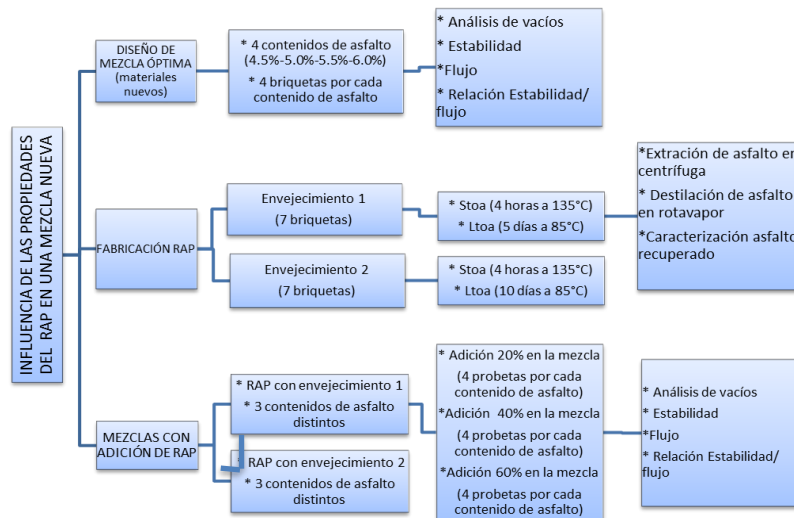 INFLUENCIA DE LAS PROPIEDADES
DEL RAP EN UNA MEZCLA NUEVA
DISEÑO DE
MEZCLA ÓPTIMA
(materiales
nuevos)
* 4 contenidos de asfalto
(4.5%-5.0%-5.5%-6.0%)
* 4 briquetas por cada
contenido de asfalto
* Análisis de vacíos
* Estabilidad
*Flujo
* Relación Estabilidad/
flujo
FABRICACIÓN RAP
Envejecimiento 1
(7 briquetas)
* Stoa (4 horas a 135°C)
* Ltoa (5 días a 85°C)
*Extracción de asfalto en
centrífuga
* Destilación de asfalto
en rotavapor
*Caracterización asfalto
recuperado
Envejecimiento 2
(7 briquetas)
* Stoa (4 horas a 135°C)
* Ltoa (10 días a 85°C)
MEZCLAS CON
ADICIÓN DE RAP
* RAP con envejecimiento 1
* 3 contenidos de asfalto
distintos
* RAP con envejecimiento 2
* 3 contenidos de asfalto
distintos
* Adición 20% en la mezcla
(4 probetas por cada
contenido de asfalto)
*Adición 40% en la mezcla
(4 probetas por cada
contenido de asfalto)
*Adición 60% en la mezcla
(4 probetas por cada
contenido de asfalto)
* Análisis de vacíos
* Estabilidad
*Flujo
* Relación Estabilidad/
flujo